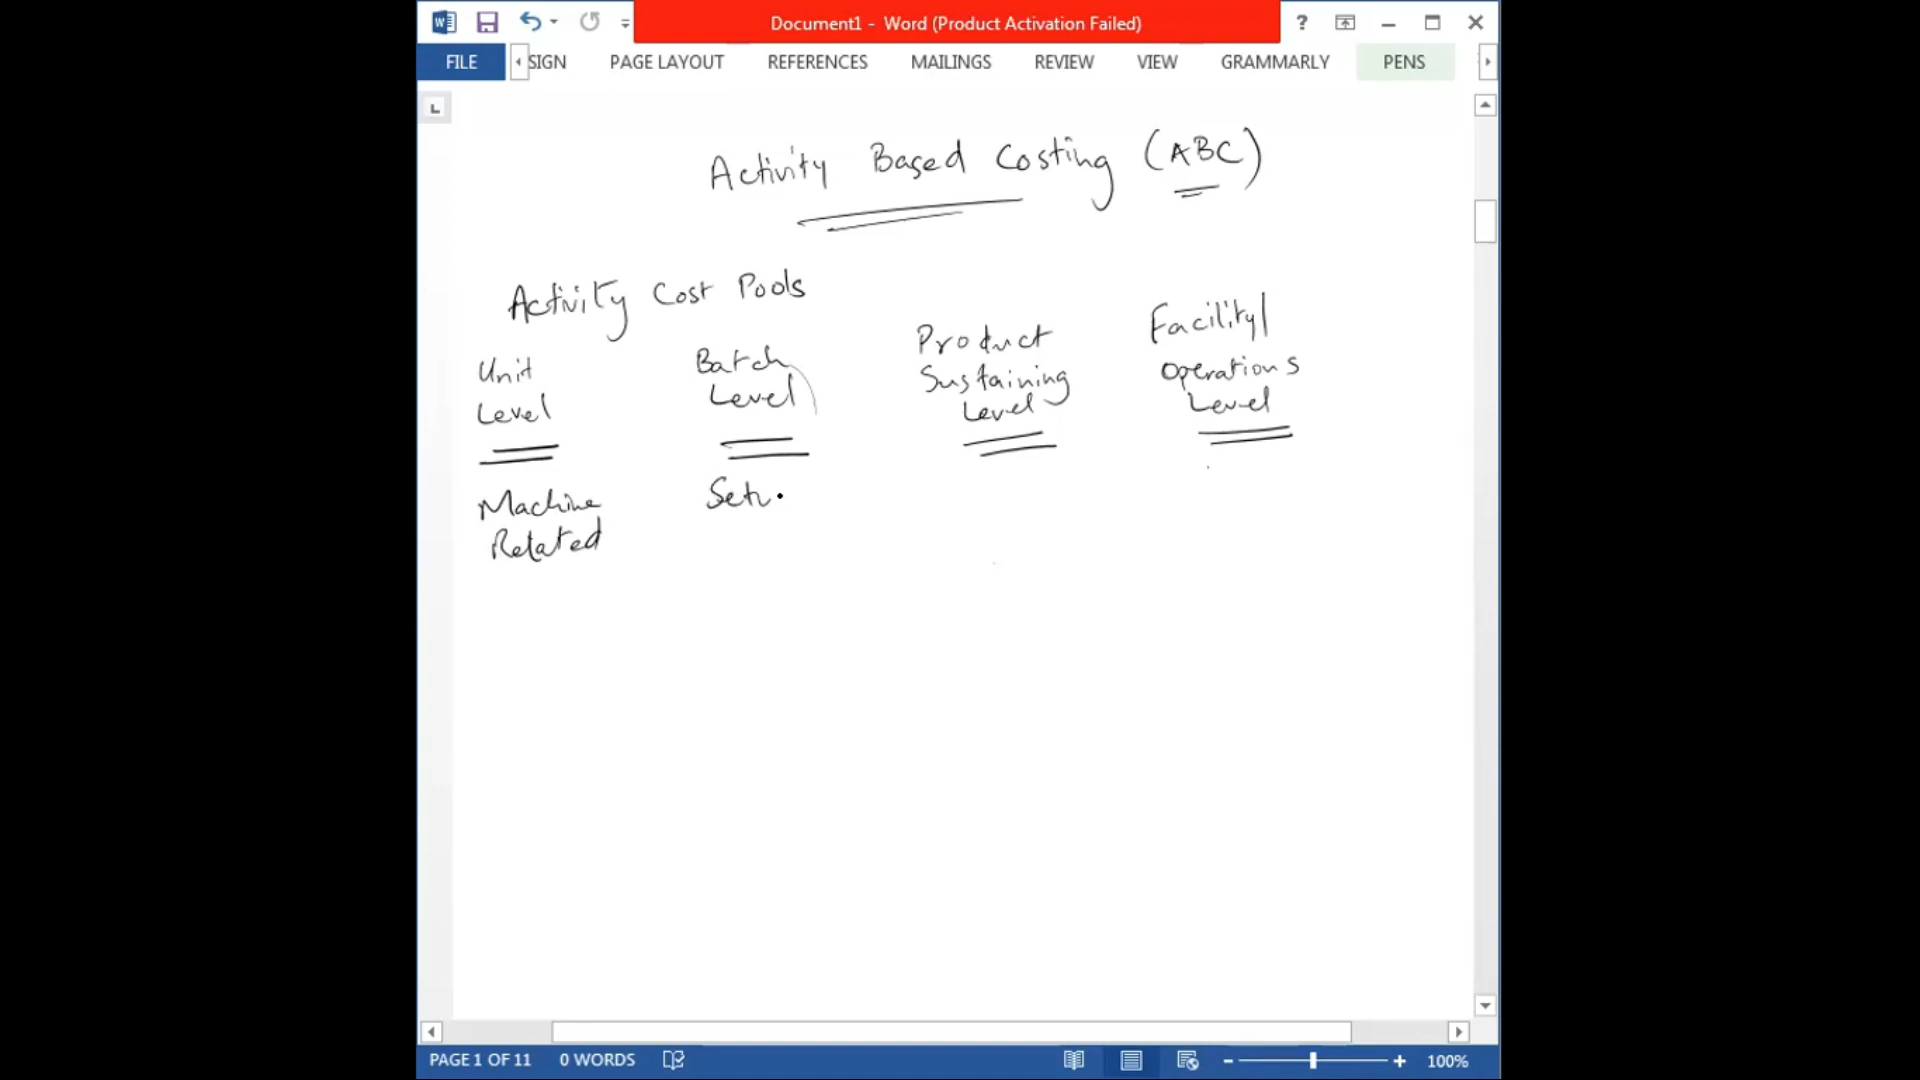 Document1 - Word (Product Activation Failed)
FILE SIGN PAGE LAYOUT REFERENCES MAILINGS REVIEW VIEW GRAMMARLY PENS
Activity Based Costing (ABC)
Activity Cost Pools
Unit Level
Batch Level
Product Sustaining Level
Facility/ Operations Level
Machine Related
Setu
PAGE 1 OF 11 0 WORDS 100%